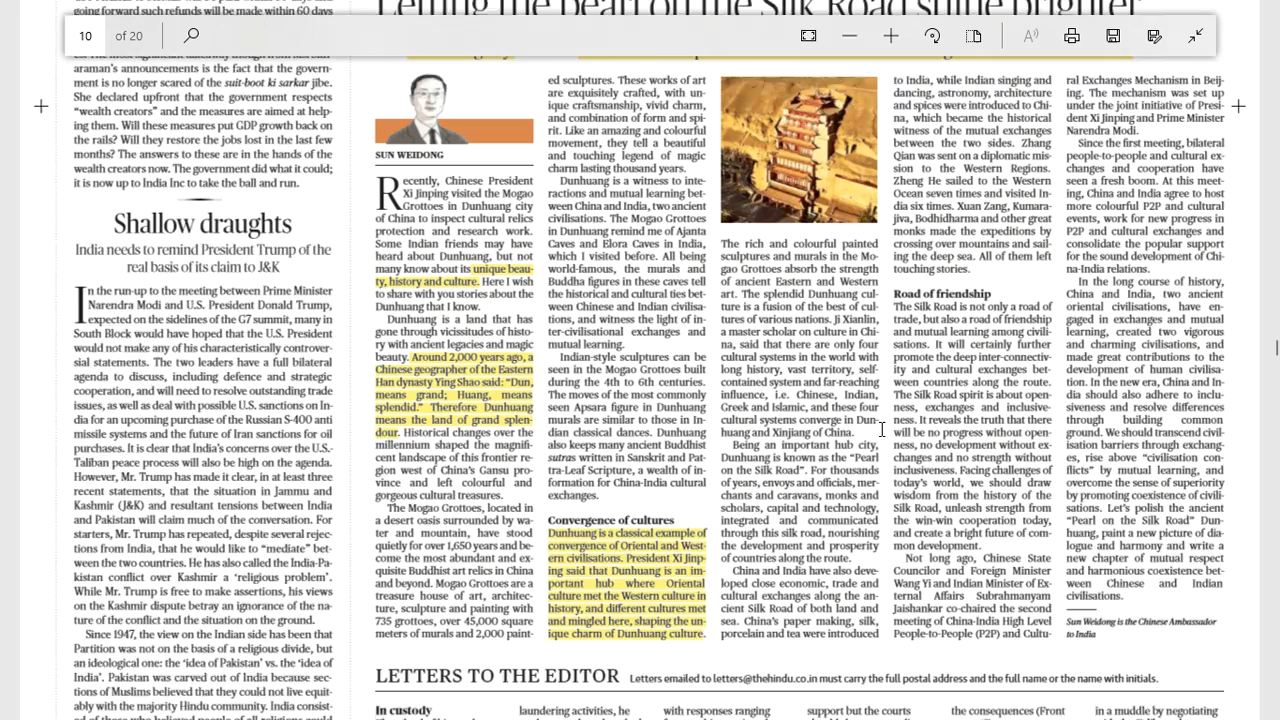 forward such refunds will be made within 60 days
Letting the pearl on the Silk Road shine brighter
10 of 20
araman's announcements is the fact that the govern-
ment is no longer scared of the suit-boot ki sarkar jibe.
She declared upfront that the government respects
"wealth creators" and the measures are aimed at help-
ing them. Will these measures put GDP growth back on
the rails? Will they restore the jobs lost in the last few
months? The answers to these are in the hands of the
wealth creators now. The government did what it could;
it is now up to India Inc to take the ball and run.
Shallow draughts
India needs to remind President Trump of the
real basis of its claim to J&K
In the run-up to the meeting between Prime Minister
Narendra Modi and U.S. President Donald Trump,
expected on the sidelines of the G7 summit, many in
South Block would have hoped that the U.S. President
would not make any of his characteristically controver-
sial statements. The two leaders have a full bilateral
agenda to discuss, including defence and strategic
cooperation, and will need to resolve outstanding trade
issues, as well as deal with possible U.S. sanctions on In-
dia for an upcoming purchase of the Russian S-400 anti
missile systems and the future of Iran sanctions for oil
purchases. It is clear that India's concerns over the U.S.-
Taliban peace process will also be high on the agenda.
However, Mr. Trump has made it clear, in at least three
recent statements, that the situation in Jammu and
Kashmir (J&K) and resultant tensions between India
and Pakistan will claim much of the conversation. For
starters, Mr. Trump has repeated, despite several rejec-
tions from India, that he would like to "mediate" bet-
ween the two countries. He has also called the India-Pa-
kistan conflict over Kashmir a 'religious problem'.
While Mr. Trump is free to make assertions, his views
on the Kashmir dispute betray an ignorance of the na-
ture of the conflict and the situation on the ground.
Since 1947, the view on the Indian side has been that
Partition was not on the basis of a religious divide, but
an ideological one: the 'idea of Pakistan' vs. the 'idea of
India'. Pakistan was carved out of India because sec-
tions of Muslims believed that they could not live equit-
ably with the majority Hindu community. India consist-
SUN WEIDONG
Recently, Chinese President
Xi Jinping visited the Mogao
Grottoes in Dunhuang city
of China to inspect cultural relics
protection and research work.
Some Indian friends may have
heard about Dunhuang, but not
many know about its unique beau-
ty, history and culture. Here I wish
to share with you stories about the
Dunhuang that I know.
Dunhuang is a land that has
gone through vicissitudes of histo-
ry with ancient legacies and magic
beauty. Around 2,000 years ago, a
Chinese geographer of the Eastern
Han dynasty Ying Shao said: "Dun,
means grand; Huang, means
splendid." Therefore Dunhuang
means the land of grand splen-
dour. Historical changes over the
millennium shaped the magnifi-
cent landscape of this frontier re-
gion west of China's Gansu pro-
vince and left colourful and
gorgeous cultural treasures.
The Mogao Grottoes, located in
a desert oasis surrounded by wa-
ter and mountain, have stood
quietly for over 1,650 years and be-
come the most abundant and ex-
quisite Buddhist art relics in China
and beyond. Mogao Grottoes are a
treasure house of art, architec-
ture, sculpture and painting with
735 grottoes, over 45,000 square
meters of murals and 2,000 paint-
ed sculptures. These works of art
are exquisitely crafted, with un-
ique craftsmanship, vivid charm,
and combination of form and spi-
rit. Like an amazing and colourful
movement, they tell a beautiful
and touching legend of magic
charm lasting thousand years.
Dunhuang is a witness to inte-
ractions and mutual learning bet-
ween China and India, two ancient
civilisations. The Mogao Grottoes
in Dunhuang remind me of Ajanta
Caves and Elora Caves in India,
which I visited before. All being
world-famous, the murals and
Buddha figures in these caves tell
the historical and cultural ties bet-
ween Chinese and Indian civilisa-
tions, and witness the light of in-
ter-civilisational exchanges and
mutual learning.
Indian-style sculptures can be
seen in the Mogao Grottoes built
during the 4th to 6th centuries.
The moves of the most commonly
seen Apsara figure in Dunhuang
murals are similar to those in In-
dian classical dances. Dunhuang
also keeps many ancient Buddhist
sutras written in Sanskrit and Pat-
tra-Leaf Scripture, a wealth of in-
formation for China-India cultural
exchanges.
Convergence of cultures
Dunhuang is a classical example of
convergence of Oriental and West-
ern civilisations. President Xi Jinp-
ing said that Dunhuang is an im-
portant hub where Oriental
culture met the Western culture in
history, and different cultures met
and mingled here, shaping the un-
ique charm of Dunhuang culture.
The rich and colourful painted
sculptures and murals in the Mo-
gao Grottoes absorb the strength
of ancient Eastern and Western
art. The splendid Dunhuang cul-
ture is a fusion of the best of cul-
tures of various nations. Ji Xianlin,
a master scholar on culture in Chi-
na, said that there are only four
cultural systems in the world with
long history, vast territory, self-
contained system and far-reaching
influence, i.e. Chinese, Indian,
Greek and Islamic, and these four
cultural systems converge in Dun-
huang and Xinjiang of China.
Being an important hub city,
Dunhuang is known as the "Pearl
on the Silk Road". For thousands
of years, envoys and officials, mer-
chants and caravans, monks and
scholars, capital and technology,
integrated and communicated
through this silk road, nourishing
the development and prosperity
of countries along the route.
China and India have also deve-
loped close economic, trade and
cultural exchanges along the an-
cient Silk Road of both land and
sea. China's paper making, silk,
porcelain and tea were introduced
to India, while Indian singing and
dancing, astronomy, architecture
and spices were introduced to Chi-
na, which became the historical
witness of the mutual exchanges
between the two sides. Zhang
Qian was sent on a diplomatic mis-
sion to the Western Regions.
Zheng He sailed to the Western
Ocean seven times and visited In-
dia six times. Xuan Zang, Kumara-
jiva, Bodhidharma and other great
monks made the expeditions by
crossing over mountains and sail-
ing the deep sea. All of them left
touching stories.
Road of friendship
The Silk Road is not only a road of
trade, but also a road of friendship
and mutual learning among civili-
sations. It will certainly further
promote the deep inter-connectiv-
ity and cultural exchanges bet-
ween countries along the route.
The Silk Road spirit is about open-
ness, exchanges and inclusive-
ness. It reveals the truth that there
will be no progress without open-
ness, no development without ex-
changes and no strength without
inclusiveness. Facing challenges of
today's world, we should draw
wisdom from the history of the
Silk Road, unleash strength from
the win-win cooperation today,
and create a bright future of com-
mon development.
Not long ago, Chinese State
Councilor and Foreign Minister
Wang Yi and Indian Minister of Ex-
ternal Affairs Subrahmanyam
Jaishankar co-chaired the second
meeting of China-India High Level
People-to-People (P2P) and Cultu-
ral Exchanges Mechanism in Beij-
ing. The mechanism was set up
under the joint initiative of Presi-
dent Xi Jinping and Prime Minister
Narendra Modi.
Since the first meeting, bilateral
people-to-people and cultural ex-
changes and cooperation have
seen a fresh boom. At this meet-
ing, China and India agree to host
more colourful P2P and cultural
events, work for new progress in
P2P and cultural exchanges and
consolidate the popular support
for the sound development of Chi-
na-India relations.
In the long course of history,
China and India, two ancient
oriental civilisations, have en-
gaged in exchanges and mutual
learning, created two vigorous
and charming civilisations, and
made great contributions to the
development of human civilisa-
tion. In the new era, China and In-
dia should also adhere to inclu-
siveness and resolve differences
through building common
ground. We should transcend civil-
isation barriers through exchang-
es, rise above "civilisation con-
flicts" by mutual learning, and
overcome the sense of superiority
by promoting coexistence of civili-
sations. Let's polish the ancient
"Pearl on the Silk Road" Dun-
huang, paint a new picture of dia-
logue and harmony and write a
new chapter of mutual respect
and harmonious coexistence bet-
ween Chinese and Indian
civilisations.
Sun Weidong is the Chinese Ambassador
to India
LETTERS TO THE EDITOR Letters emailed to letters@thehindu.co.in must carry the full postal address and the full name or the name with initials.
In custody
laundering activities, he
with responses ranging
support but the courts
the consequences (Front
in a muddle by negotiating